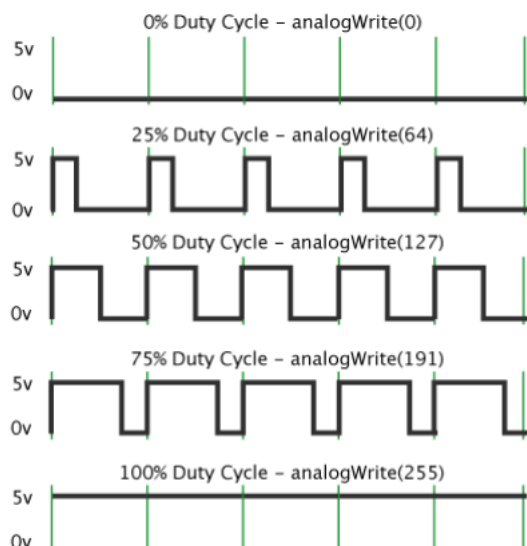 0% Duty Cycle – analogWrite(0)
5v
0v
25% Duty Cycle – analogWrite(64)
5v
0v
50% Duty Cycle – analogWrite(127)
5v
0v
75% Duty Cycle – analogWrite(191)
5v
0v
100% Duty Cycle – analogWrite(255)
5v
0v